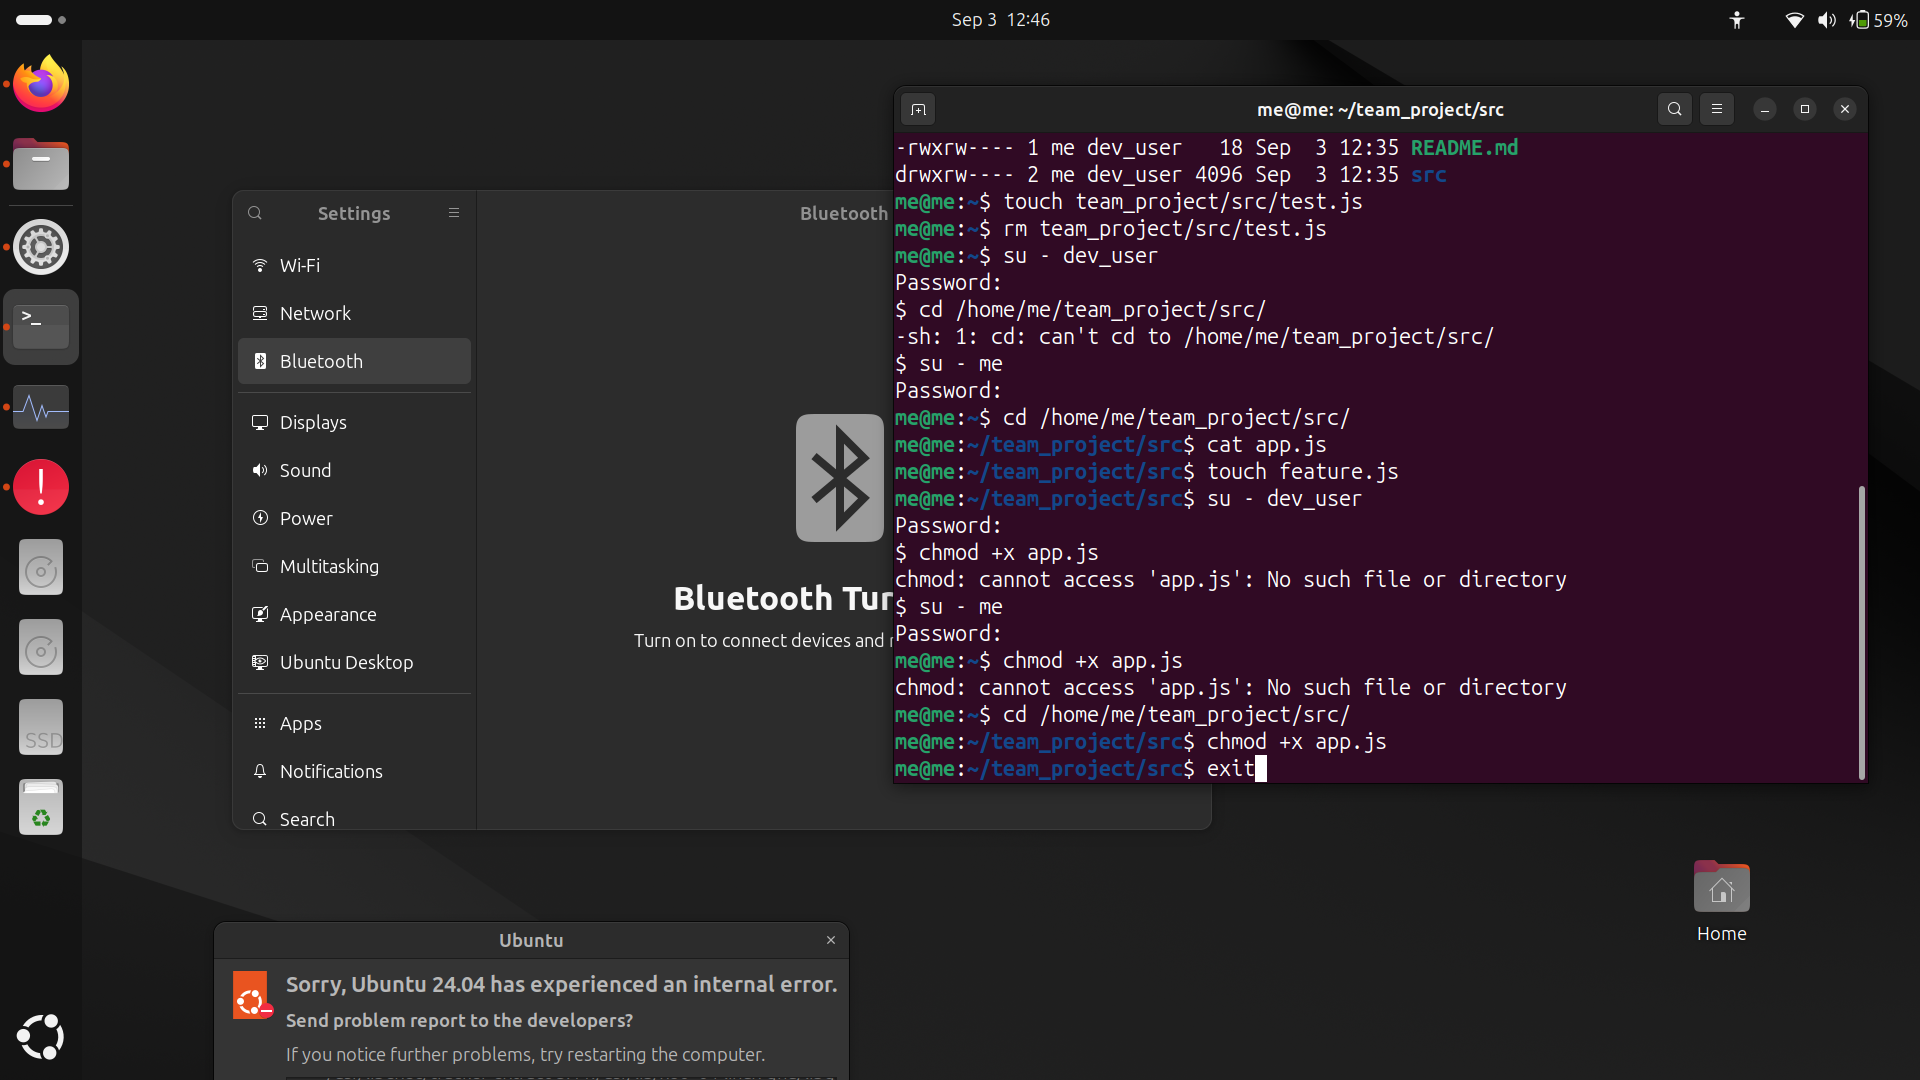 Sep 3 12:46
59%
SSD
Settings
Bluetooth
Wi-Fi
Network
Bluetooth
Displays
Sound
Power
Multitasking
Appearance
Ubuntu Desktop
Apps
Notifications
Search
Bluetooth Tur
Turn on to connect devices and
me@me: ~/team_project/src
-rwxrw---- 1 me dev_user   18 Sep  3 12:35 README.md
drwxrw---- 2 me dev_user 4096 Sep  3 12:35 src
me@me:~$ touch team_project/src/test.js
me@me:~$ rm team_project/src/test.js
me@me:~$ su - dev_user
Password:
$ cd /home/me/team_project/src/
-sh: 1: cd: can't cd to /home/me/team_project/src/
$ su - me
Password:
me@me:~$ cd /home/me/team_project/src/
me@me:~/team_project/src$ cat app.js
me@me:~/team_project/src$ touch feature.js
me@me:~/team_project/src$ su - dev_user
Password:
$ chmod +x app.js
chmod: cannot access 'app.js': No such file or directory
$ su - me
Password:
me@me:~$ chmod +x app.js
chmod: cannot access 'app.js': No such file or directory
me@me:~$ cd /home/me/team_project/src/
me@me:~/team_project/src$ chmod +x app.js
me@me:~/team_project/src$ exit
Home
Ubuntu
Sorry, Ubuntu 24.04 has experienced an internal error.
Send problem report to the developers?
If you notice further problems, try restarting the computer.